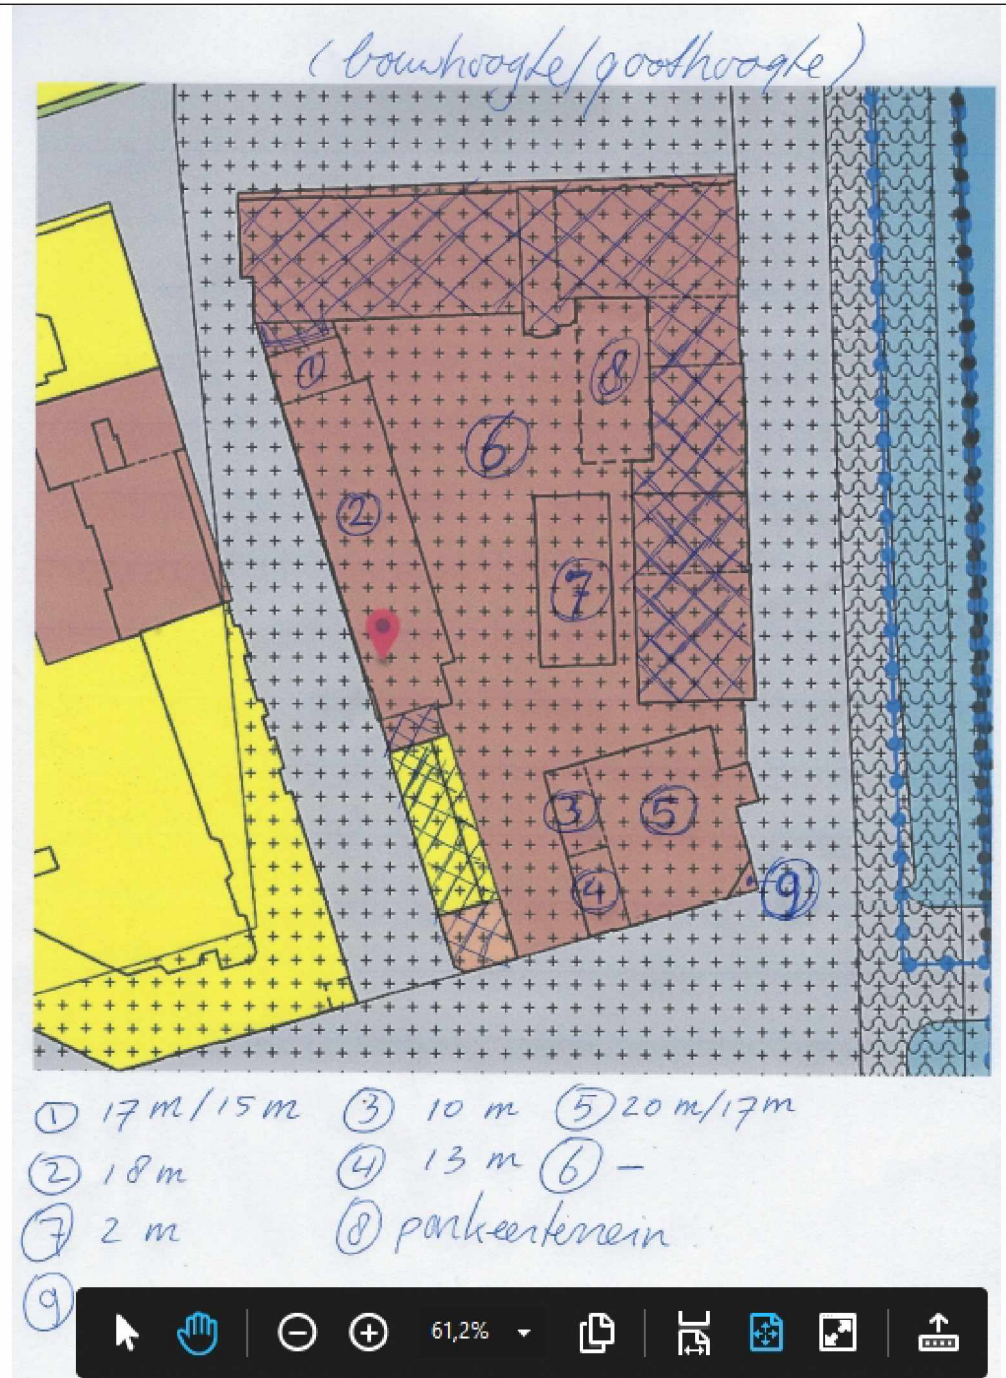 (bouwhoogte/goothoogte)
1
8
6
2
7
3
5
4
9
① 17m/15m ③ 10 m ⑤ 20m/17m
② 18m ④ 13 m ⑥ –
⑦ 2 m ⑧ parkeerterrein
⑨
61,2%